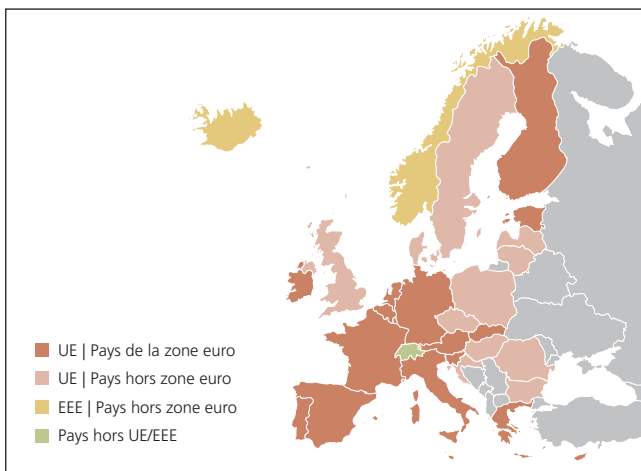 UE | Pays de la zone euro
UE | Pays hors zone euro
EEE | Pays hors zone euro
Pays hors UE/EEE